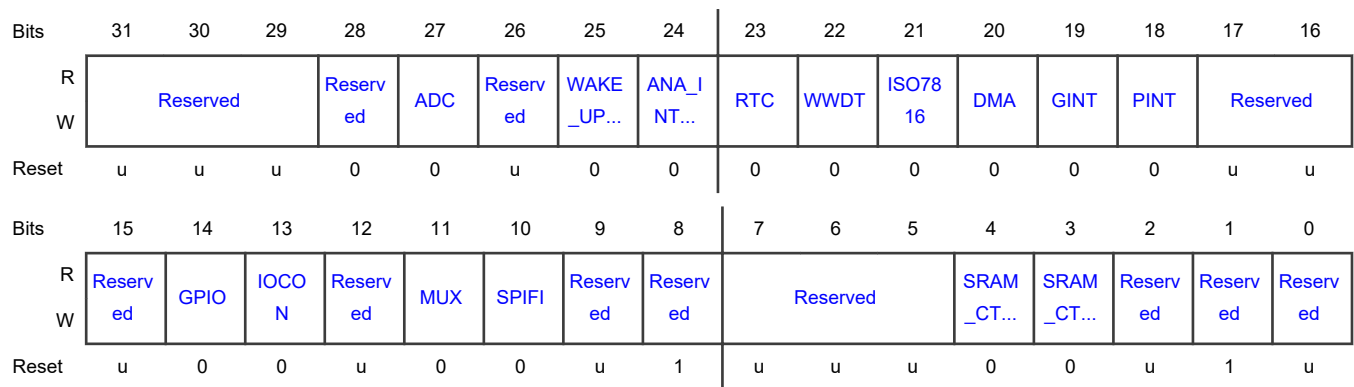 Bits 31 30 29 28 27 26 25 24 23 22 21 20 19 18 17 16
R
W
Reserved Reserv
ed ADC Reserv
ed WAKE
_UP... ANA_I
NT... RTC WWDT ISO78
16 DMA GINT PINT Reserved
Reset u u u 0 0 u 0 0 0 0 0 0 0 0 u u
Bits 15 14 13 12 11 10 9 8 7 6 5 4 3 2 1 0
R
W
Reserv
ed GPIO IOCO
N Reserv
ed MUX SPIFI Reserv
ed Reserv
ed Reserved SRAM
_CT... SRAM
_CT... Reserv
ed Reserv
ed Reserv
ed
Reset u 0 0 u 0 0 u 1 u u u 0 0 u 1 u